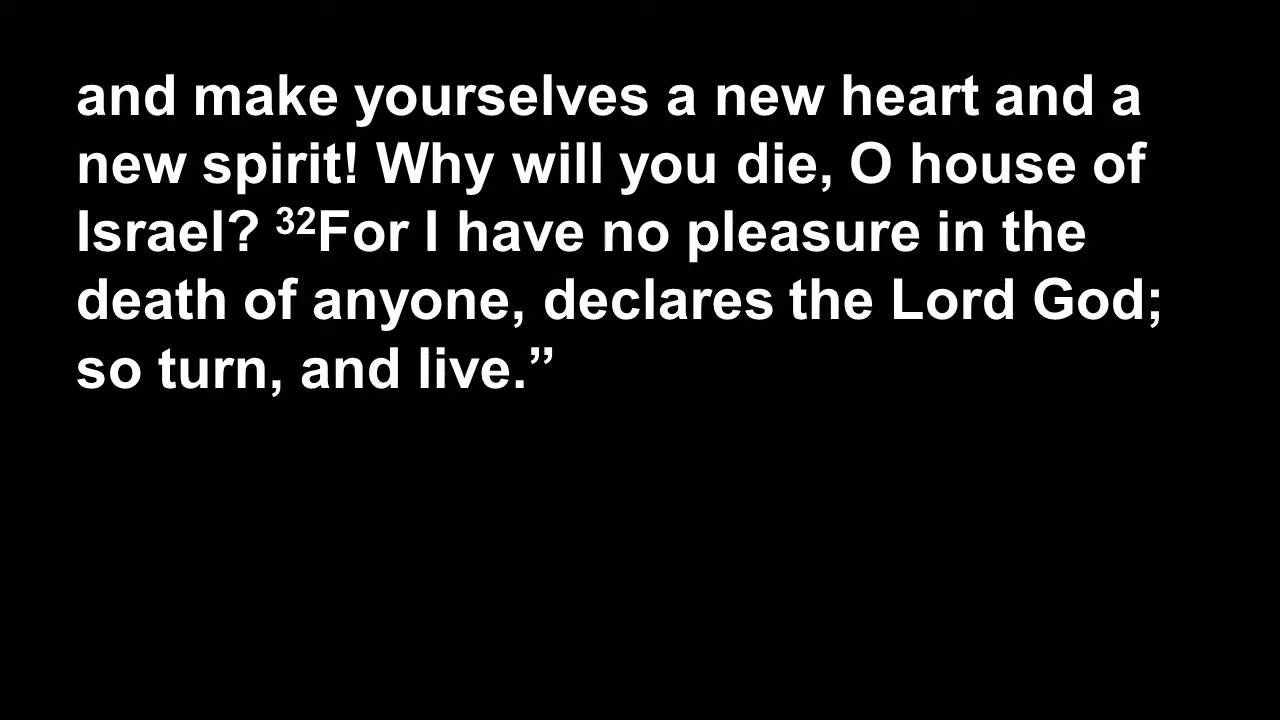 and make yourselves a new heart and a
new spirit! Why will you die, O house of
Israel? ³²For I have no pleasure in the
death of anyone, declares the Lord God;
so turn, and live.”